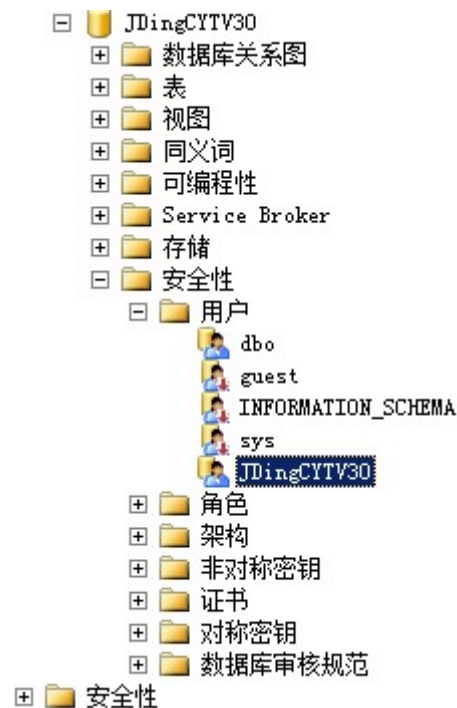 JDingCYTV30
数据库关系图
表
视图
同义词
可编程性
Service Broker
存储
安全性
用户
dbo
guest
INFORMATION_SCHEMA
sys
JDingCYTV30
角色
架构
非对称密钥
证书
对称密钥
数据库审核规范
安全性